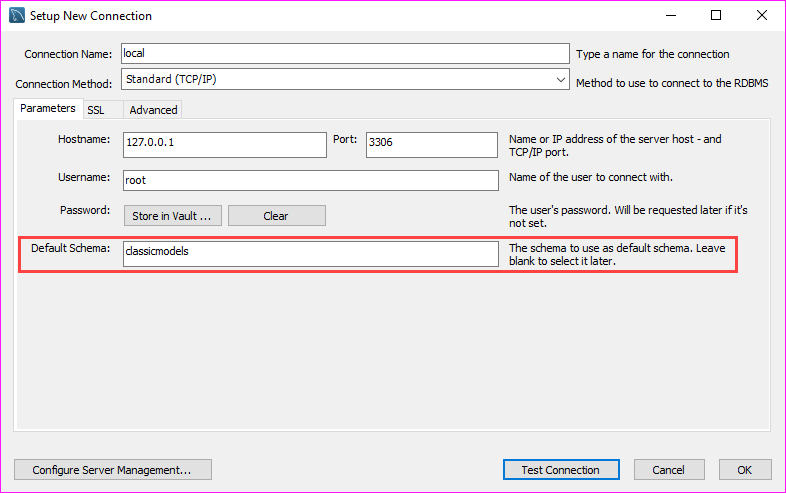 Setup New Connection
Connection Name: local Type a name for the connection
Connection Method: Standard (TCP/IP) Method to use to connect to the RDBMS
Parameters SSL Advanced
Hostname: 127.0.0.1 Port: 3306 Name or IP address of the server host - and
TCP/IP port.
Username: root Name of the user to connect with.
Password: Store in Vault ... Clear The user's password. Will be requested later if it's
not set.
Default Schema: classicmodels The schema to use as default schema. Leave
blank to select it later.
Configure Server Management... Test Connection Cancel OK